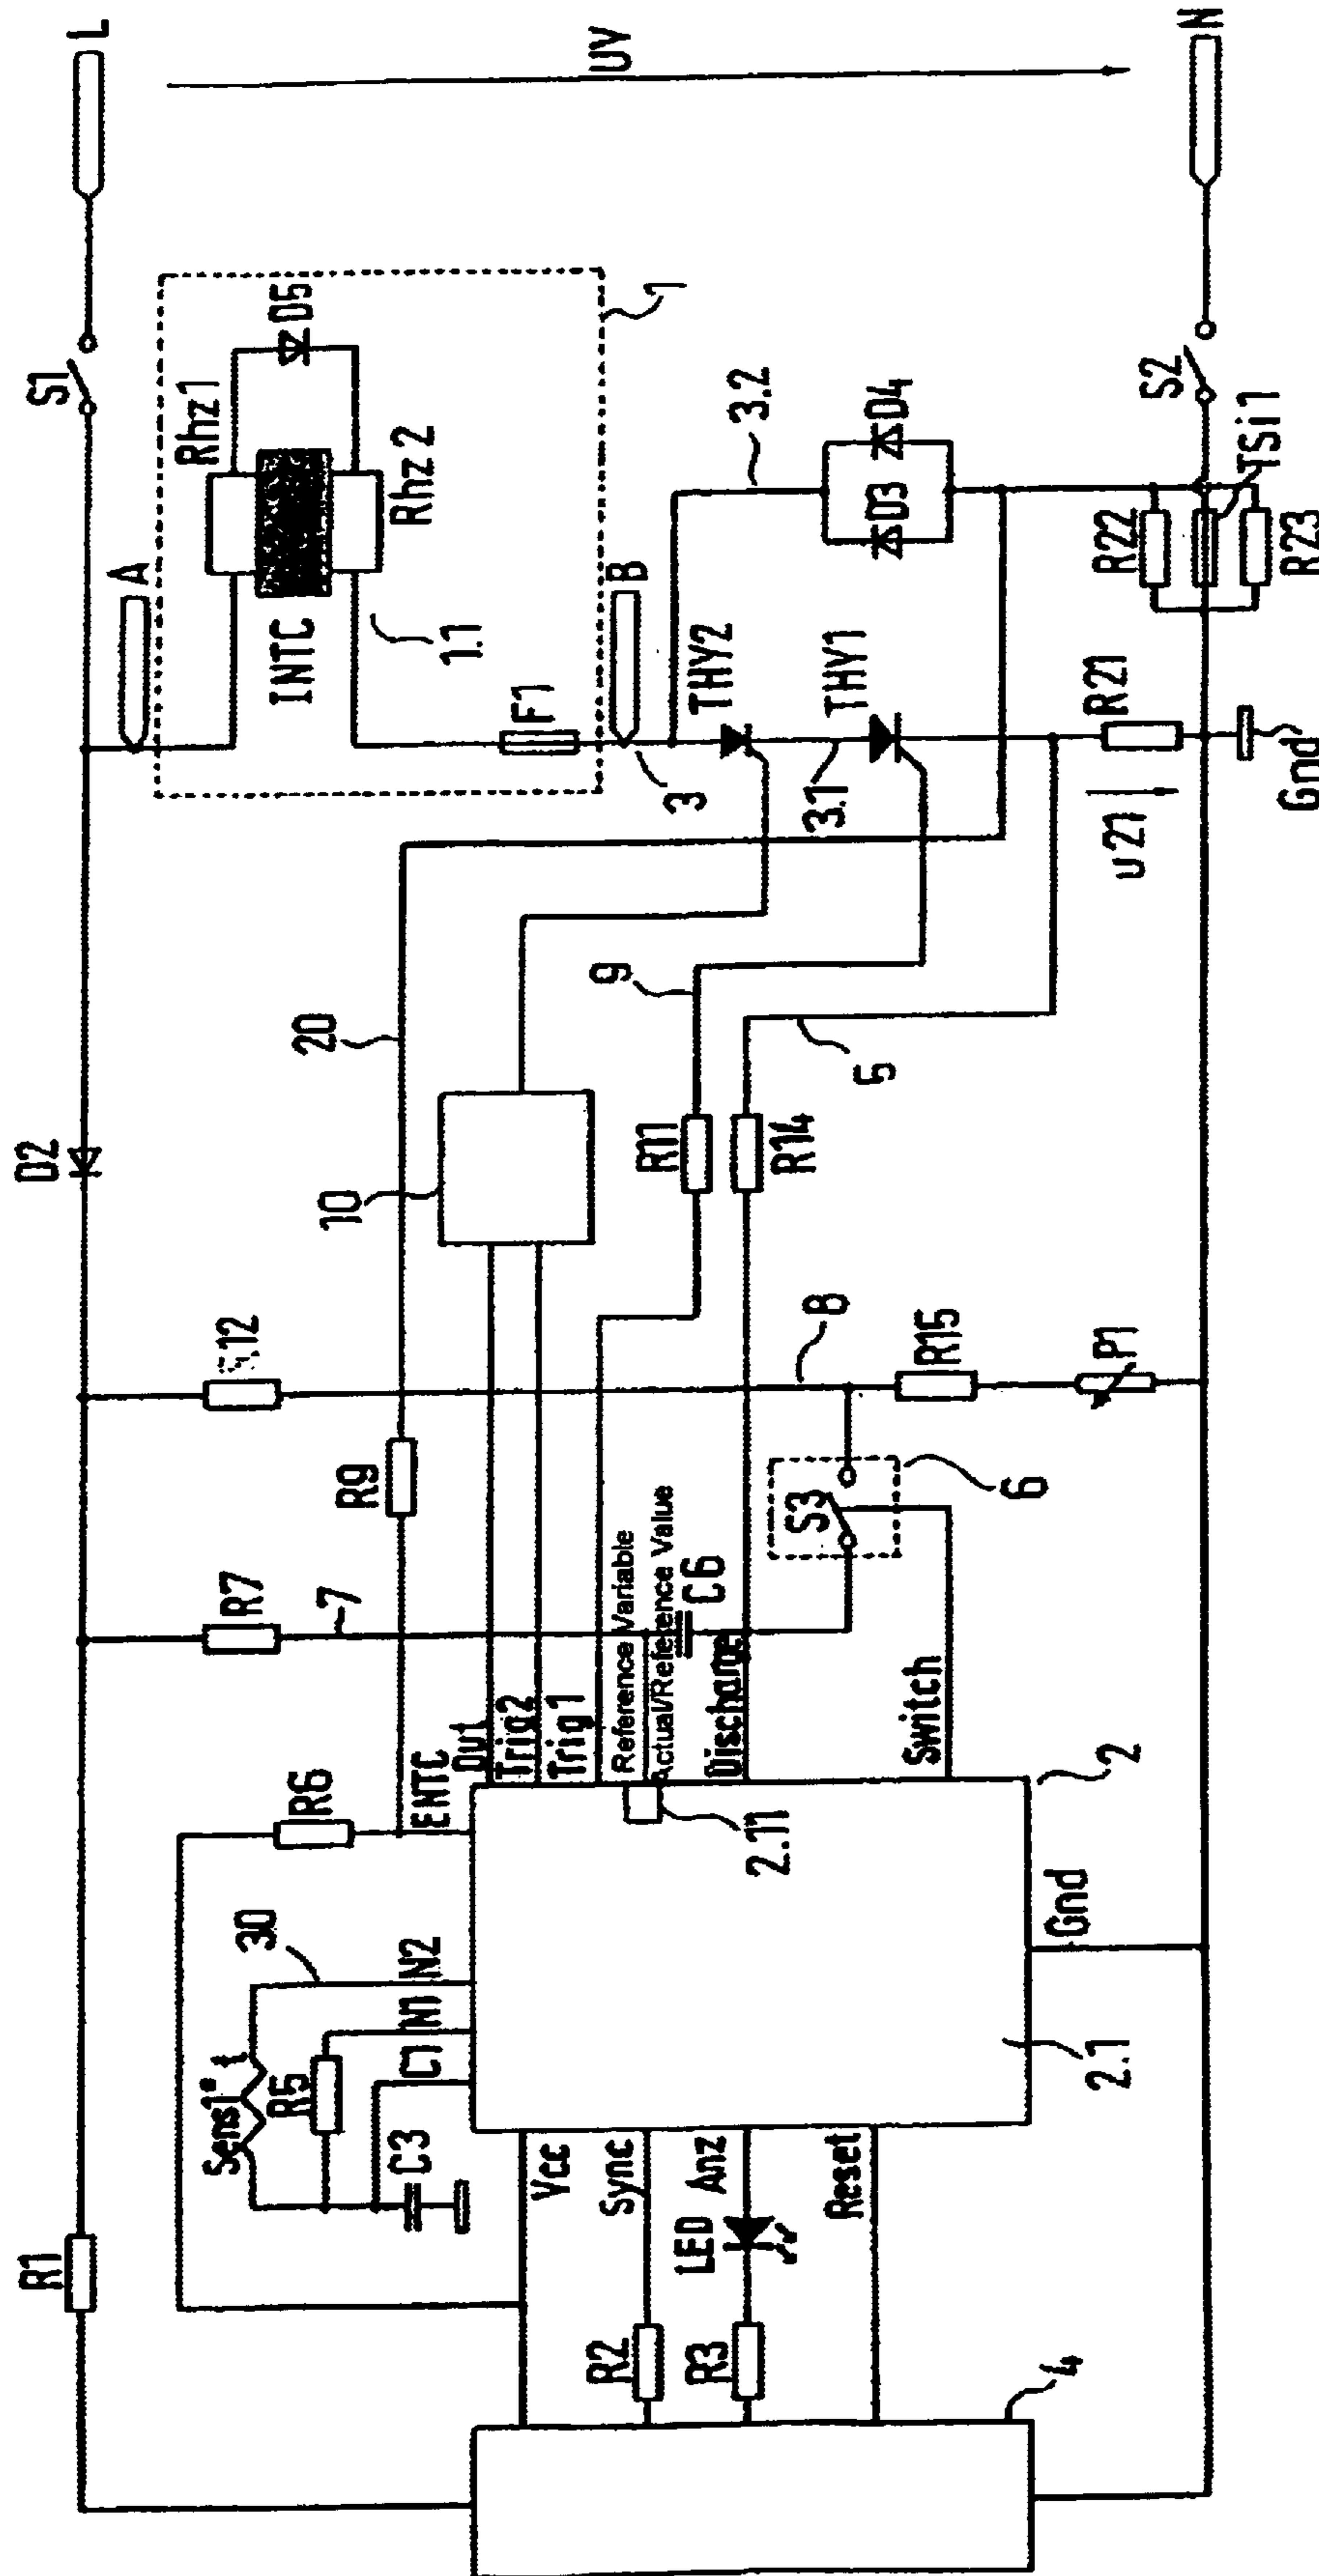 L
S1
D2
R1
UV
A
Rhz1
INTC
D5
Rhz 2
1.1
1
F1
B
3
3.2
THY2
D3
D4
3.1
THY1
R21
U21
Gnd
R22
TSi1
R23
S2
N
20
10
9
R11
5
R14
R9
8
R15
P1
R7
7
Reference Variable
Actual/Reference Value
C6
S3
6
R6
ENTC
Out
Trig2
Trig1
2.11
Discharge
Switch
2
30
N2
N1
C1
Sens1
t
R5
C3
Vcc
Sync
Anz
Reset
LED
R2
R3
Gnd
2.1
4